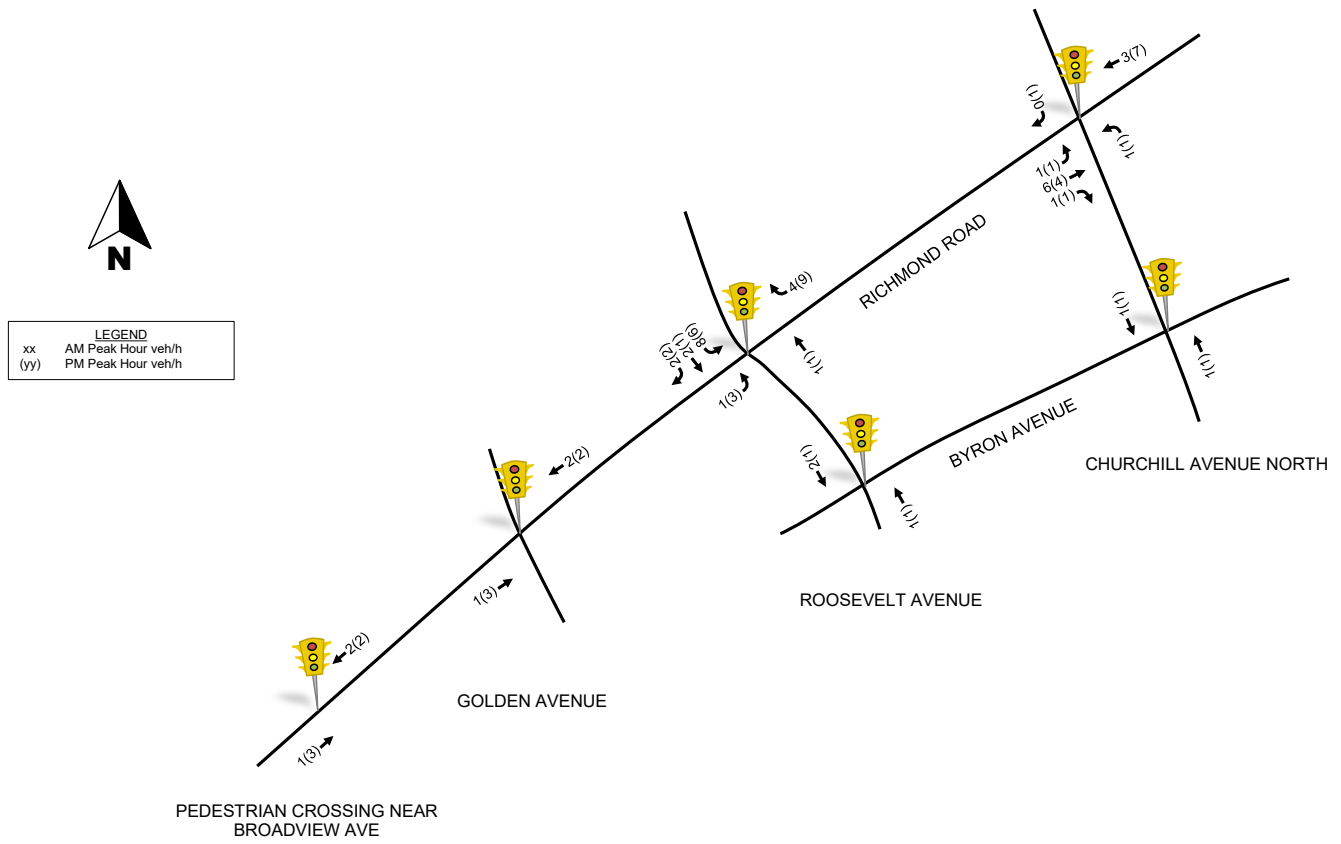 3(7)
0(1)
1(1)
1(1)
6(4)
1(1)
N
RICHMOND ROAD
4(9)
LEGEND
xx AM Peak Hour veh/h
(yy) PM Peak Hour veh/h
8(6)
2(1)
2(2)
1(1)
1(3)
1(1)
1(1)
BYRON AVENUE
CHURCHILL AVENUE NORTH
2(2)
2(1)
1(1)
1(3)
ROOSEVELT AVENUE
2(2)
GOLDEN AVENUE
1(3)
PEDESTRIAN CROSSING NEAR
BROADVIEW AVE